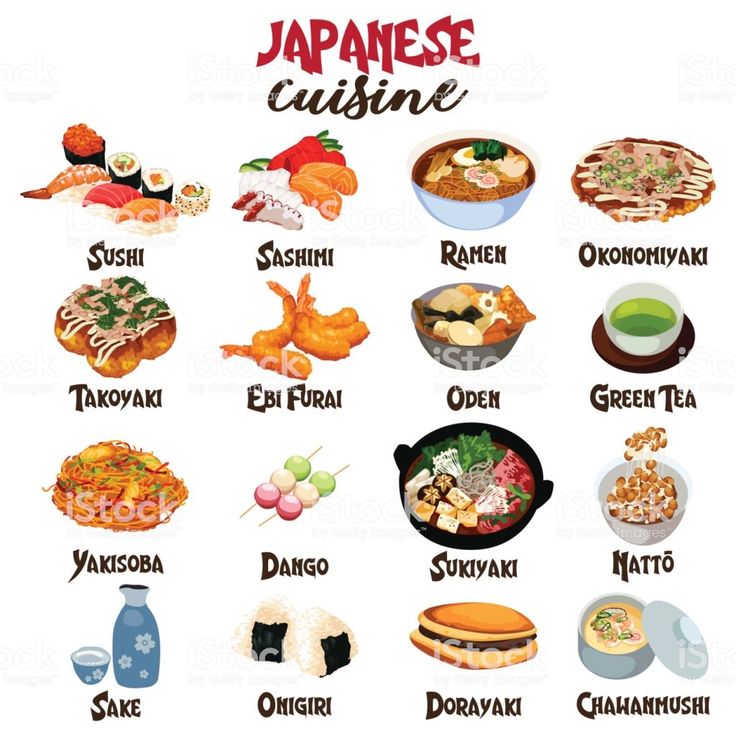 JAPANESE
cuisine
Sushi
Sashimi
Ramen
Okonomiyaki
Takoyaki
Ebi Furai
Oden
Green Tea
Yakisoba
Dango
Sukiyaki
Nattō
Sake
Onigiri
Dorayaki
Chawanmushi
iStock
by Getty Images™